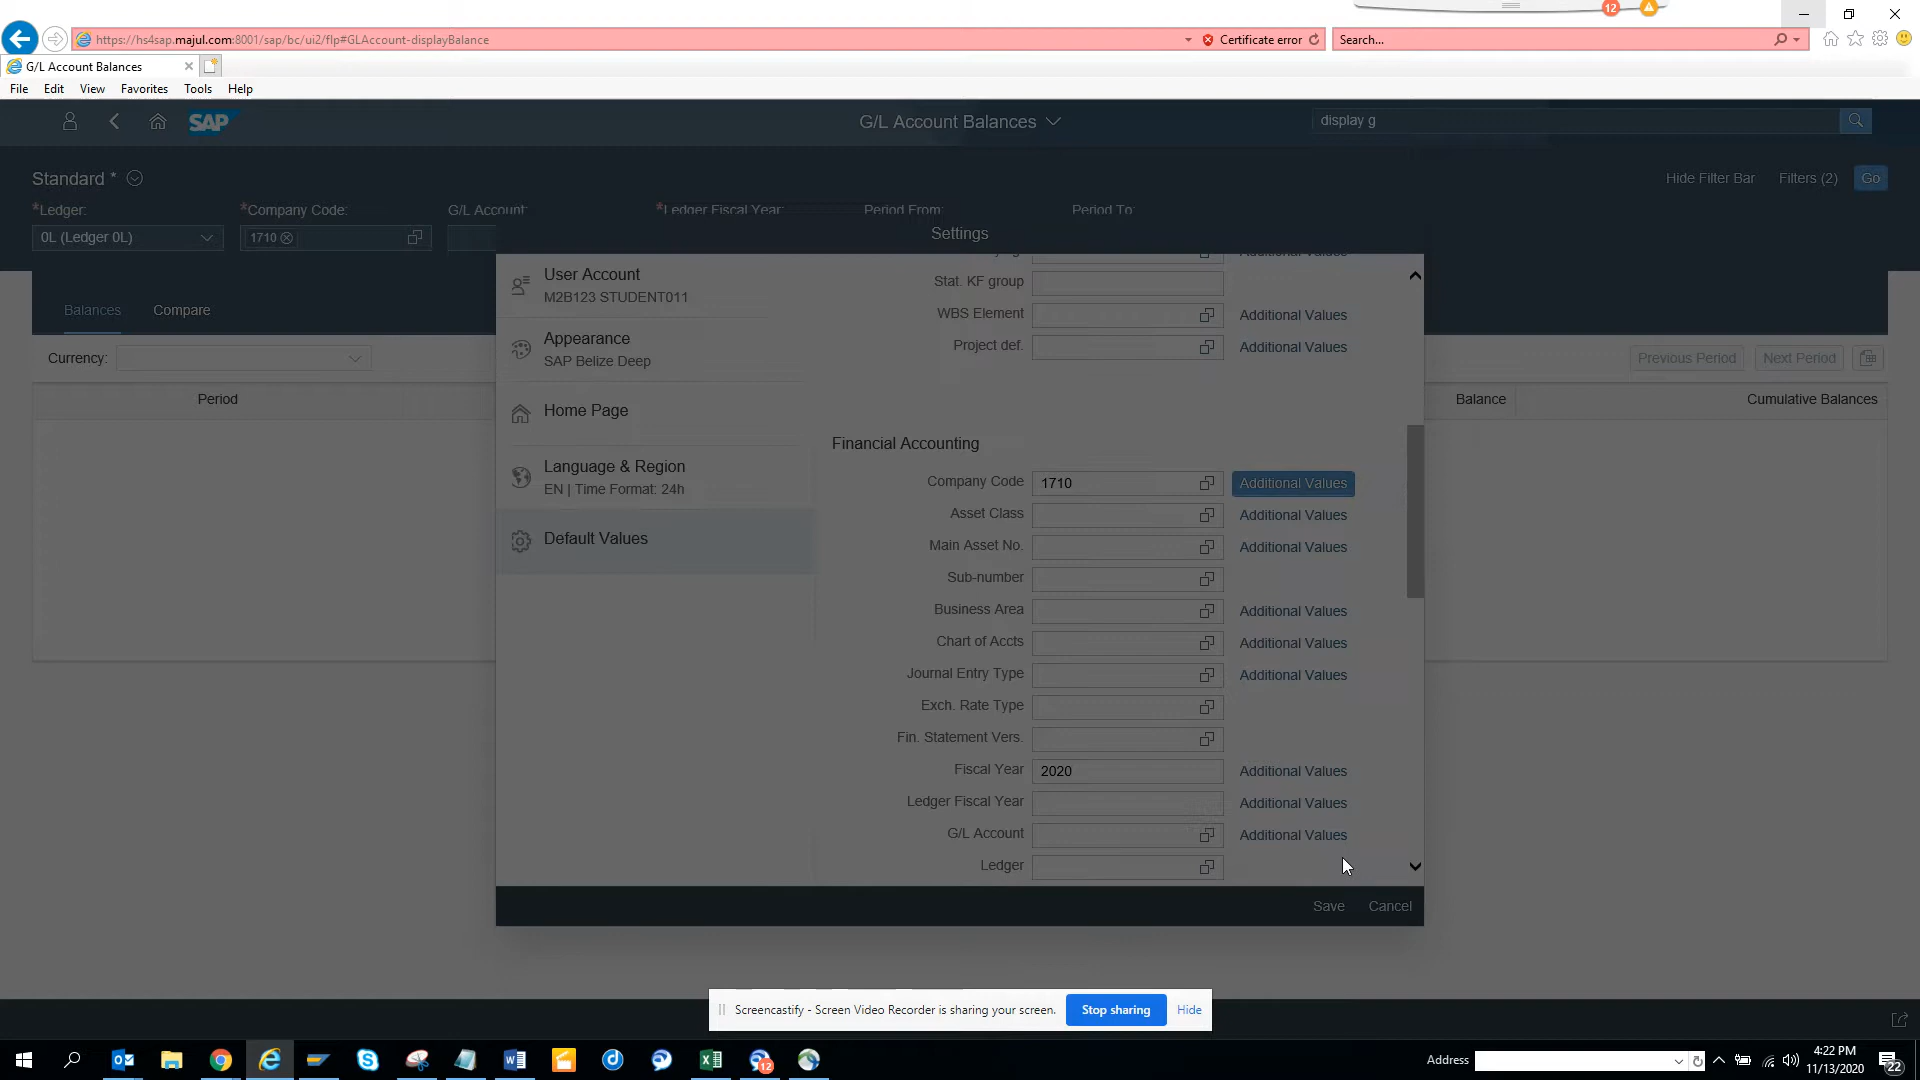 12
https://hs4sap.majul.com:8001/sap/bc/ui2/flp#GLAccount-displayBalance
Certificate error
Search...
G/L Account Balances
File Edit View Favorites Tools Help
SAP
G/L Account Balances
display g
Standard *
Hide Filter Bar
Filters (2)
Go
*Ledger:
*Company Code:
G/L Account:
*Ledger Fiscal Year:
Period From:
Period To:
0L (Ledger 0L)
1710
Settings
Balances
Compare
Currency:
Previous Period
Next Period
Period
Balance
Cumulative Balances
User Account
M2B123 STUDENT011
Appearance
SAP Belize Deep
Home Page
Language & Region
EN | Time Format: 24h
Default Values
Additional Values
Stat. KF group
WBS Element Additional Values
Project def. Additional Values
Financial Accounting
Company Code 1710 Additional Values
Asset Class Additional Values
Main Asset No. Additional Values
Sub-number
Business Area Additional Values
Chart of Accts Additional Values
Journal Entry Type Additional Values
Exch. Rate Type
Fin. Statement Vers.
Fiscal Year 2020 Additional Values
Ledger Fiscal Year Additional Values
G/L Account Additional Values
Ledger
Save Cancel
Screencastify - Screen Video Recorder is sharing your screen.
Stop sharing
Hide
12
Address
4:22 PM
11/13/2020
22